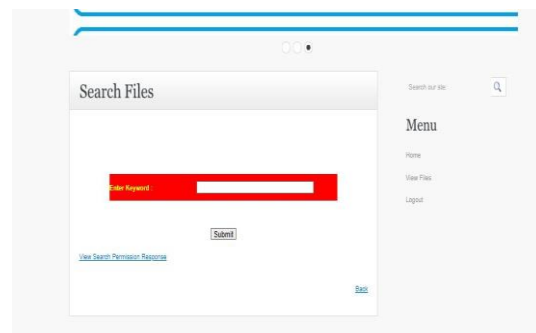 Search Files
Enter Keyword :
Submit
View Search Permission Response
Back
Search our site:
Menu
Home
View Files
Logout